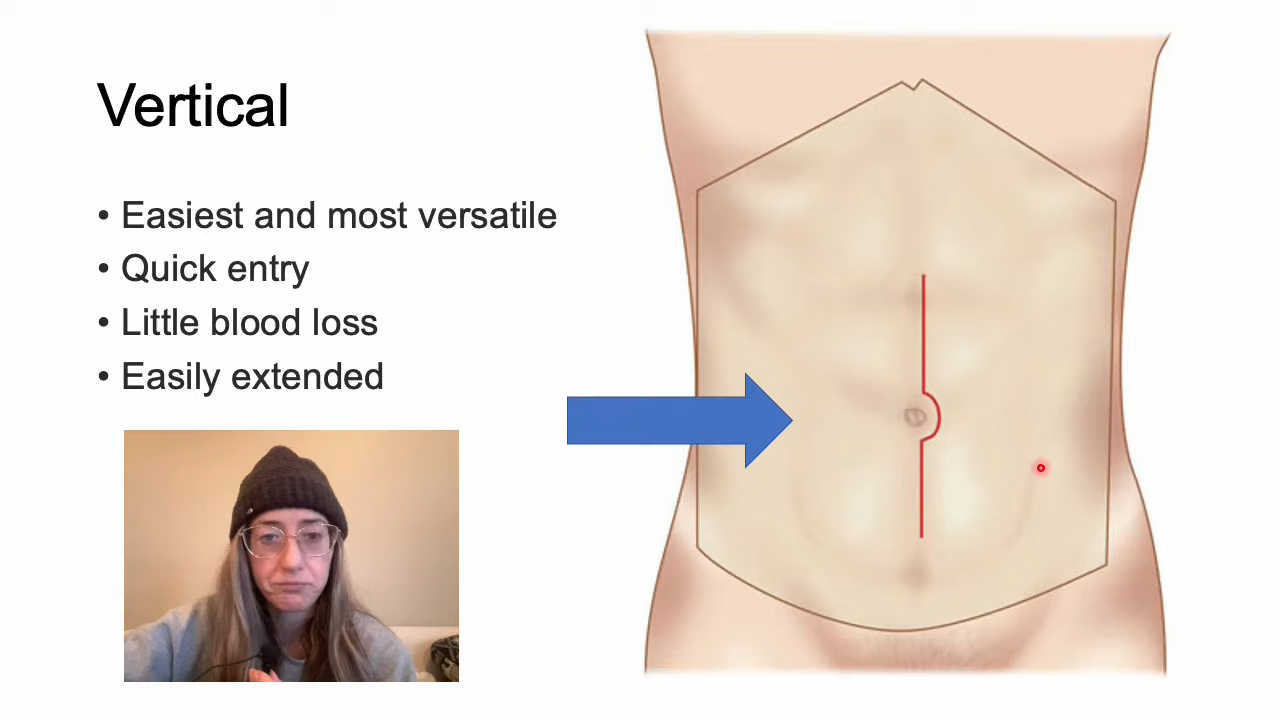 Vertical
• Easiest and most versatile
• Quick entry
• Little blood loss
• Easily extended